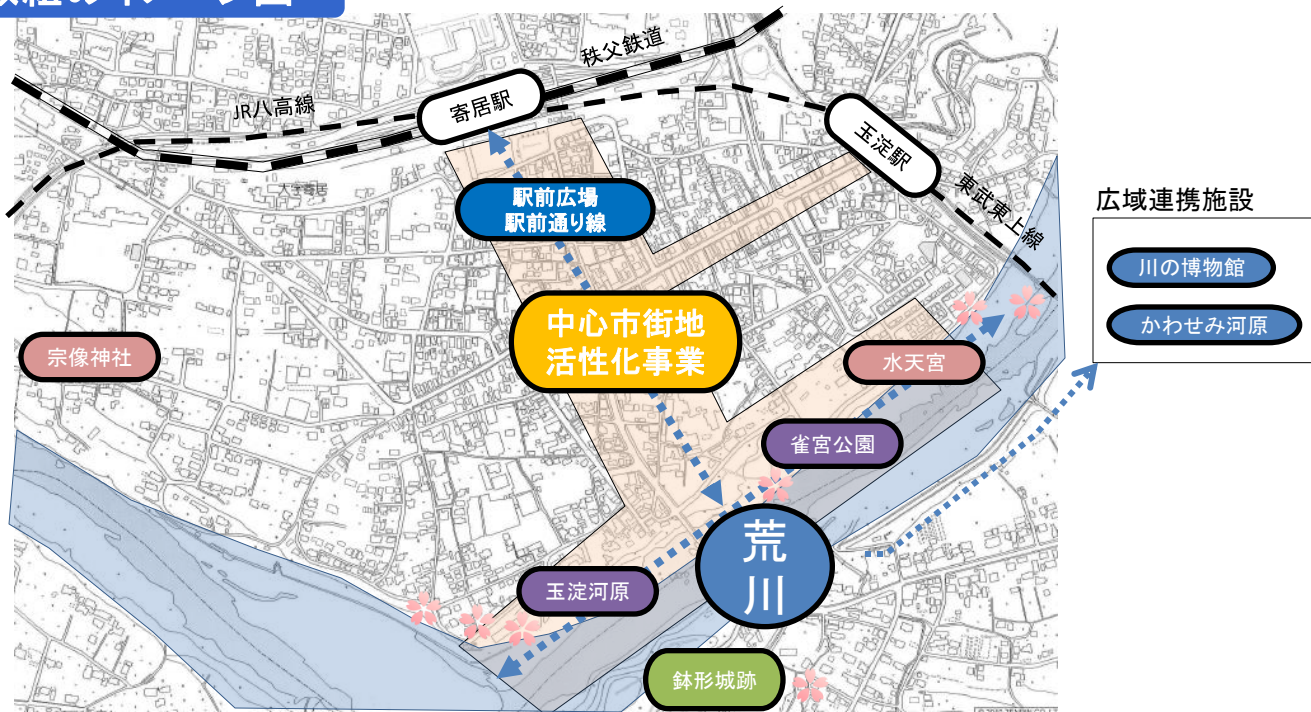 秩父鉄道
JR八高線
寄居駅
玉淀駅
東武東上線
大字寄居
駅前広場
駅前通り線
広域連携施設
川の博物館
かわせみ河原
中心市街地
活性化事業
宗像神社
水天宮
雀宮公園
荒川
玉淀河原
鉢形城跡